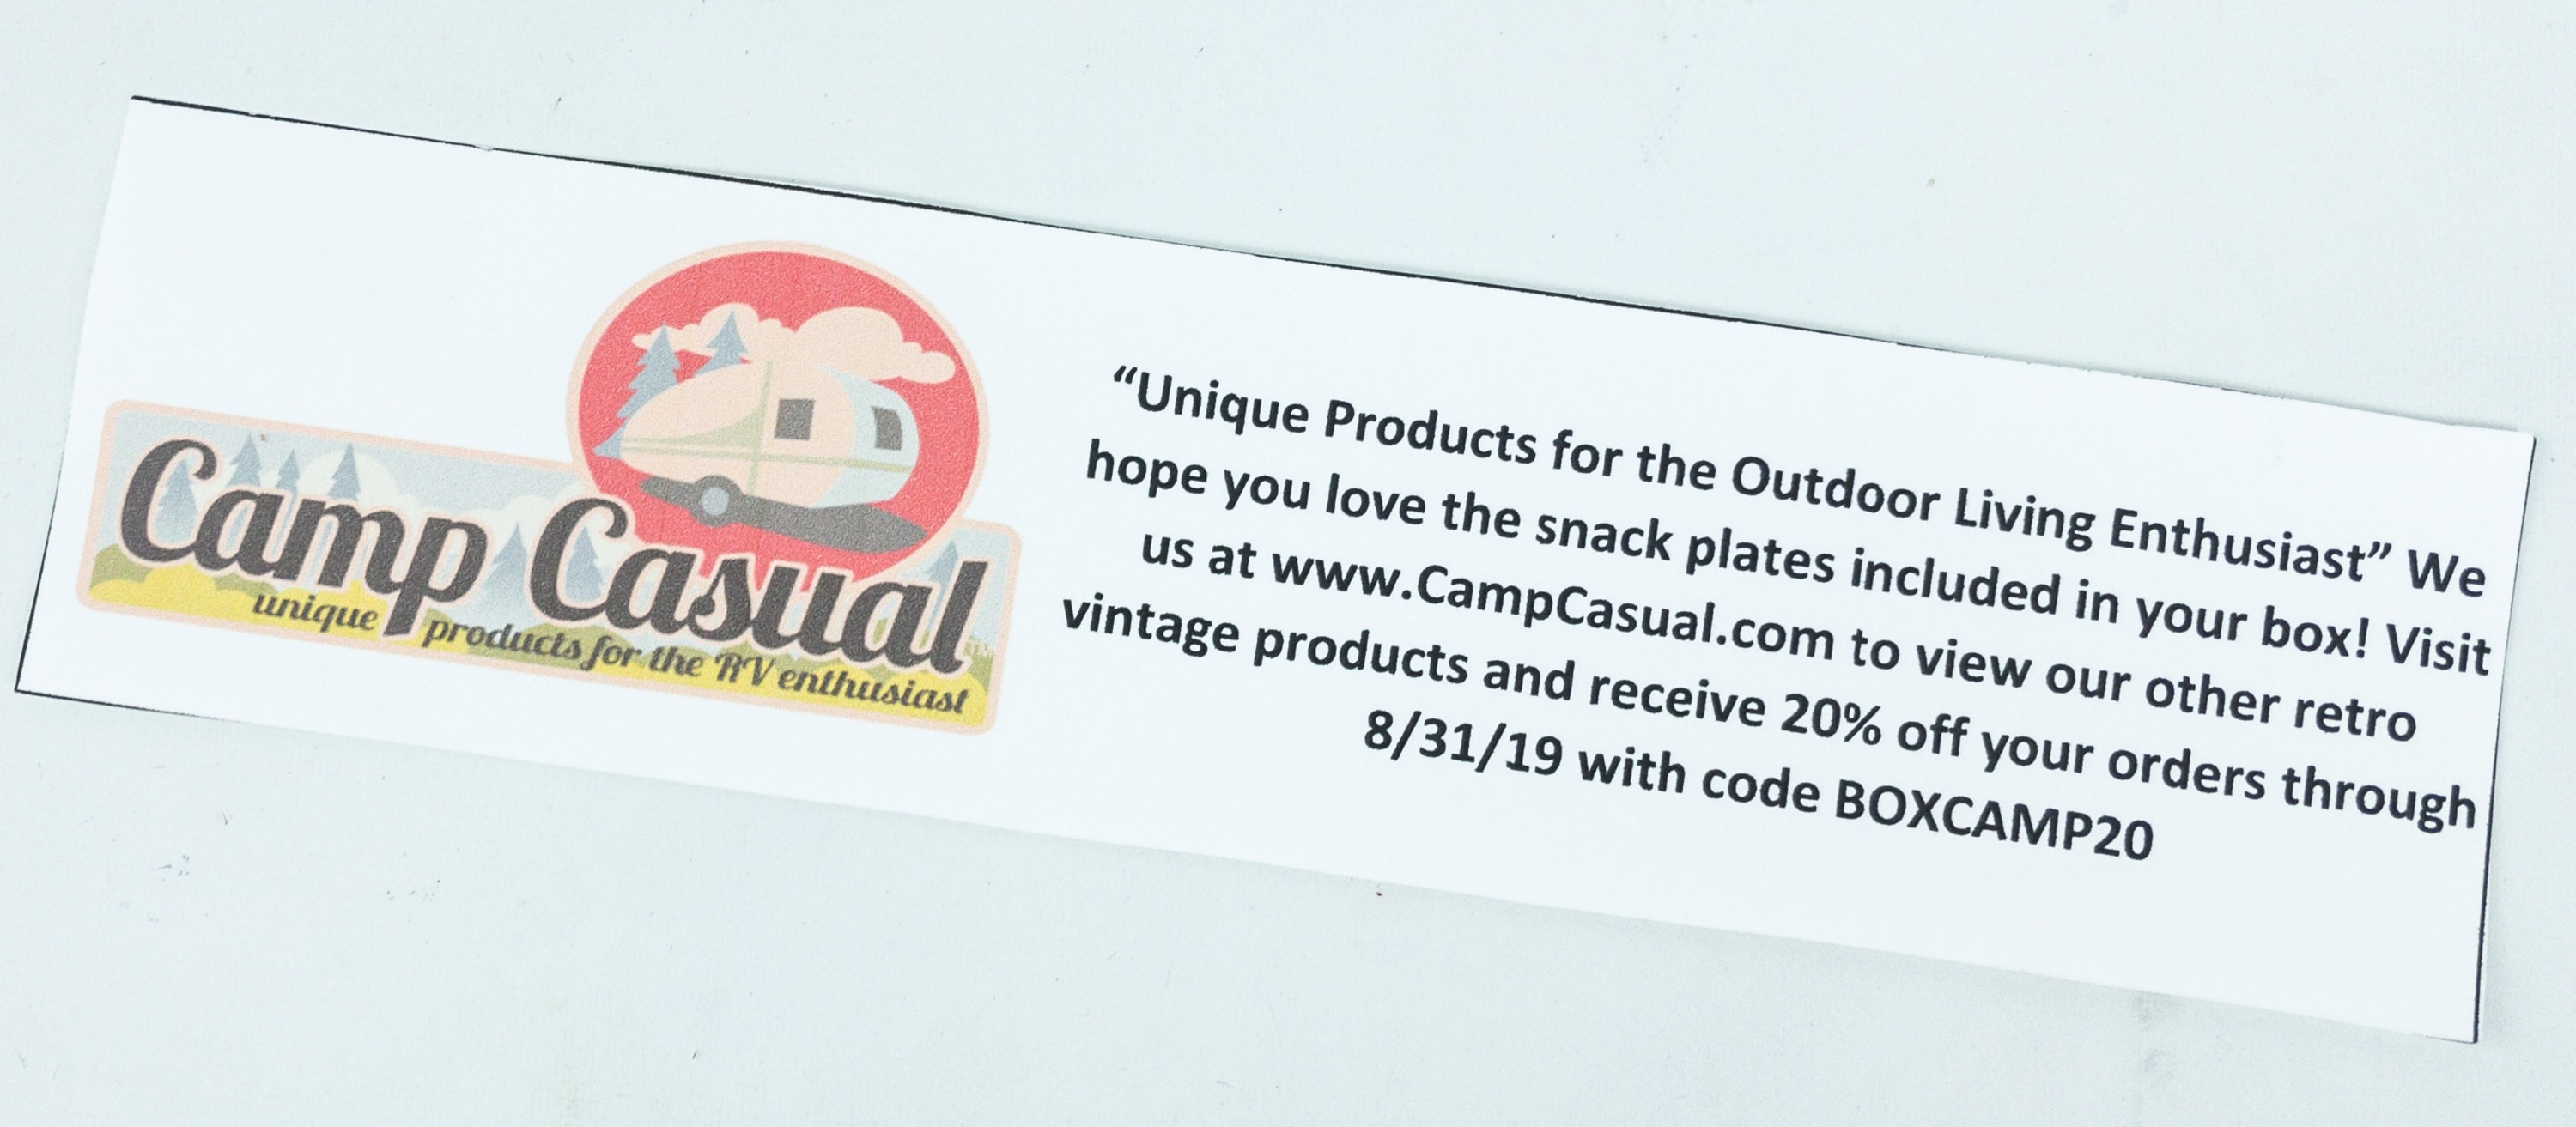 Camp Casual
unique products for the RV enthusiast
“Unique Products for the Outdoor Living Enthusiast” We
hope you love the snack plates included in your box! Visit
us at www.CampCasual.com to view our other retro
vintage products and receive 20% off your orders through
8/31/19 with code BOXCAMP20